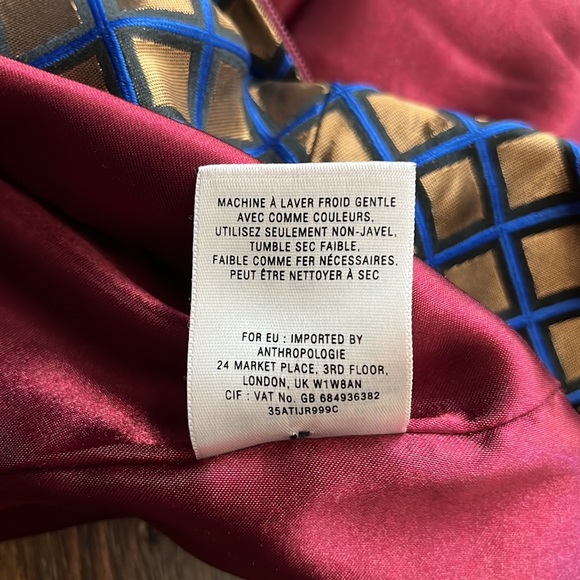 MACHINE À LAVER FROID GENTLE
AVEC COMME COULEURS,
UTILISEZ SEULEMENT NON-JAVEL,
TUMBLE SEC FAIBLE,
FAIBLE COMME FER NÉCESSAIRES.
PEUT ÊTRE NETTOYER À SEC
FOR EU : IMPORTED BY
ANTHROPOLOGIE
24 MARKET PLACE, 3RD FLOOR,
LONDON, UK W1W8AN
CIF : VAT No. GB 684936382
35ATIJR999C